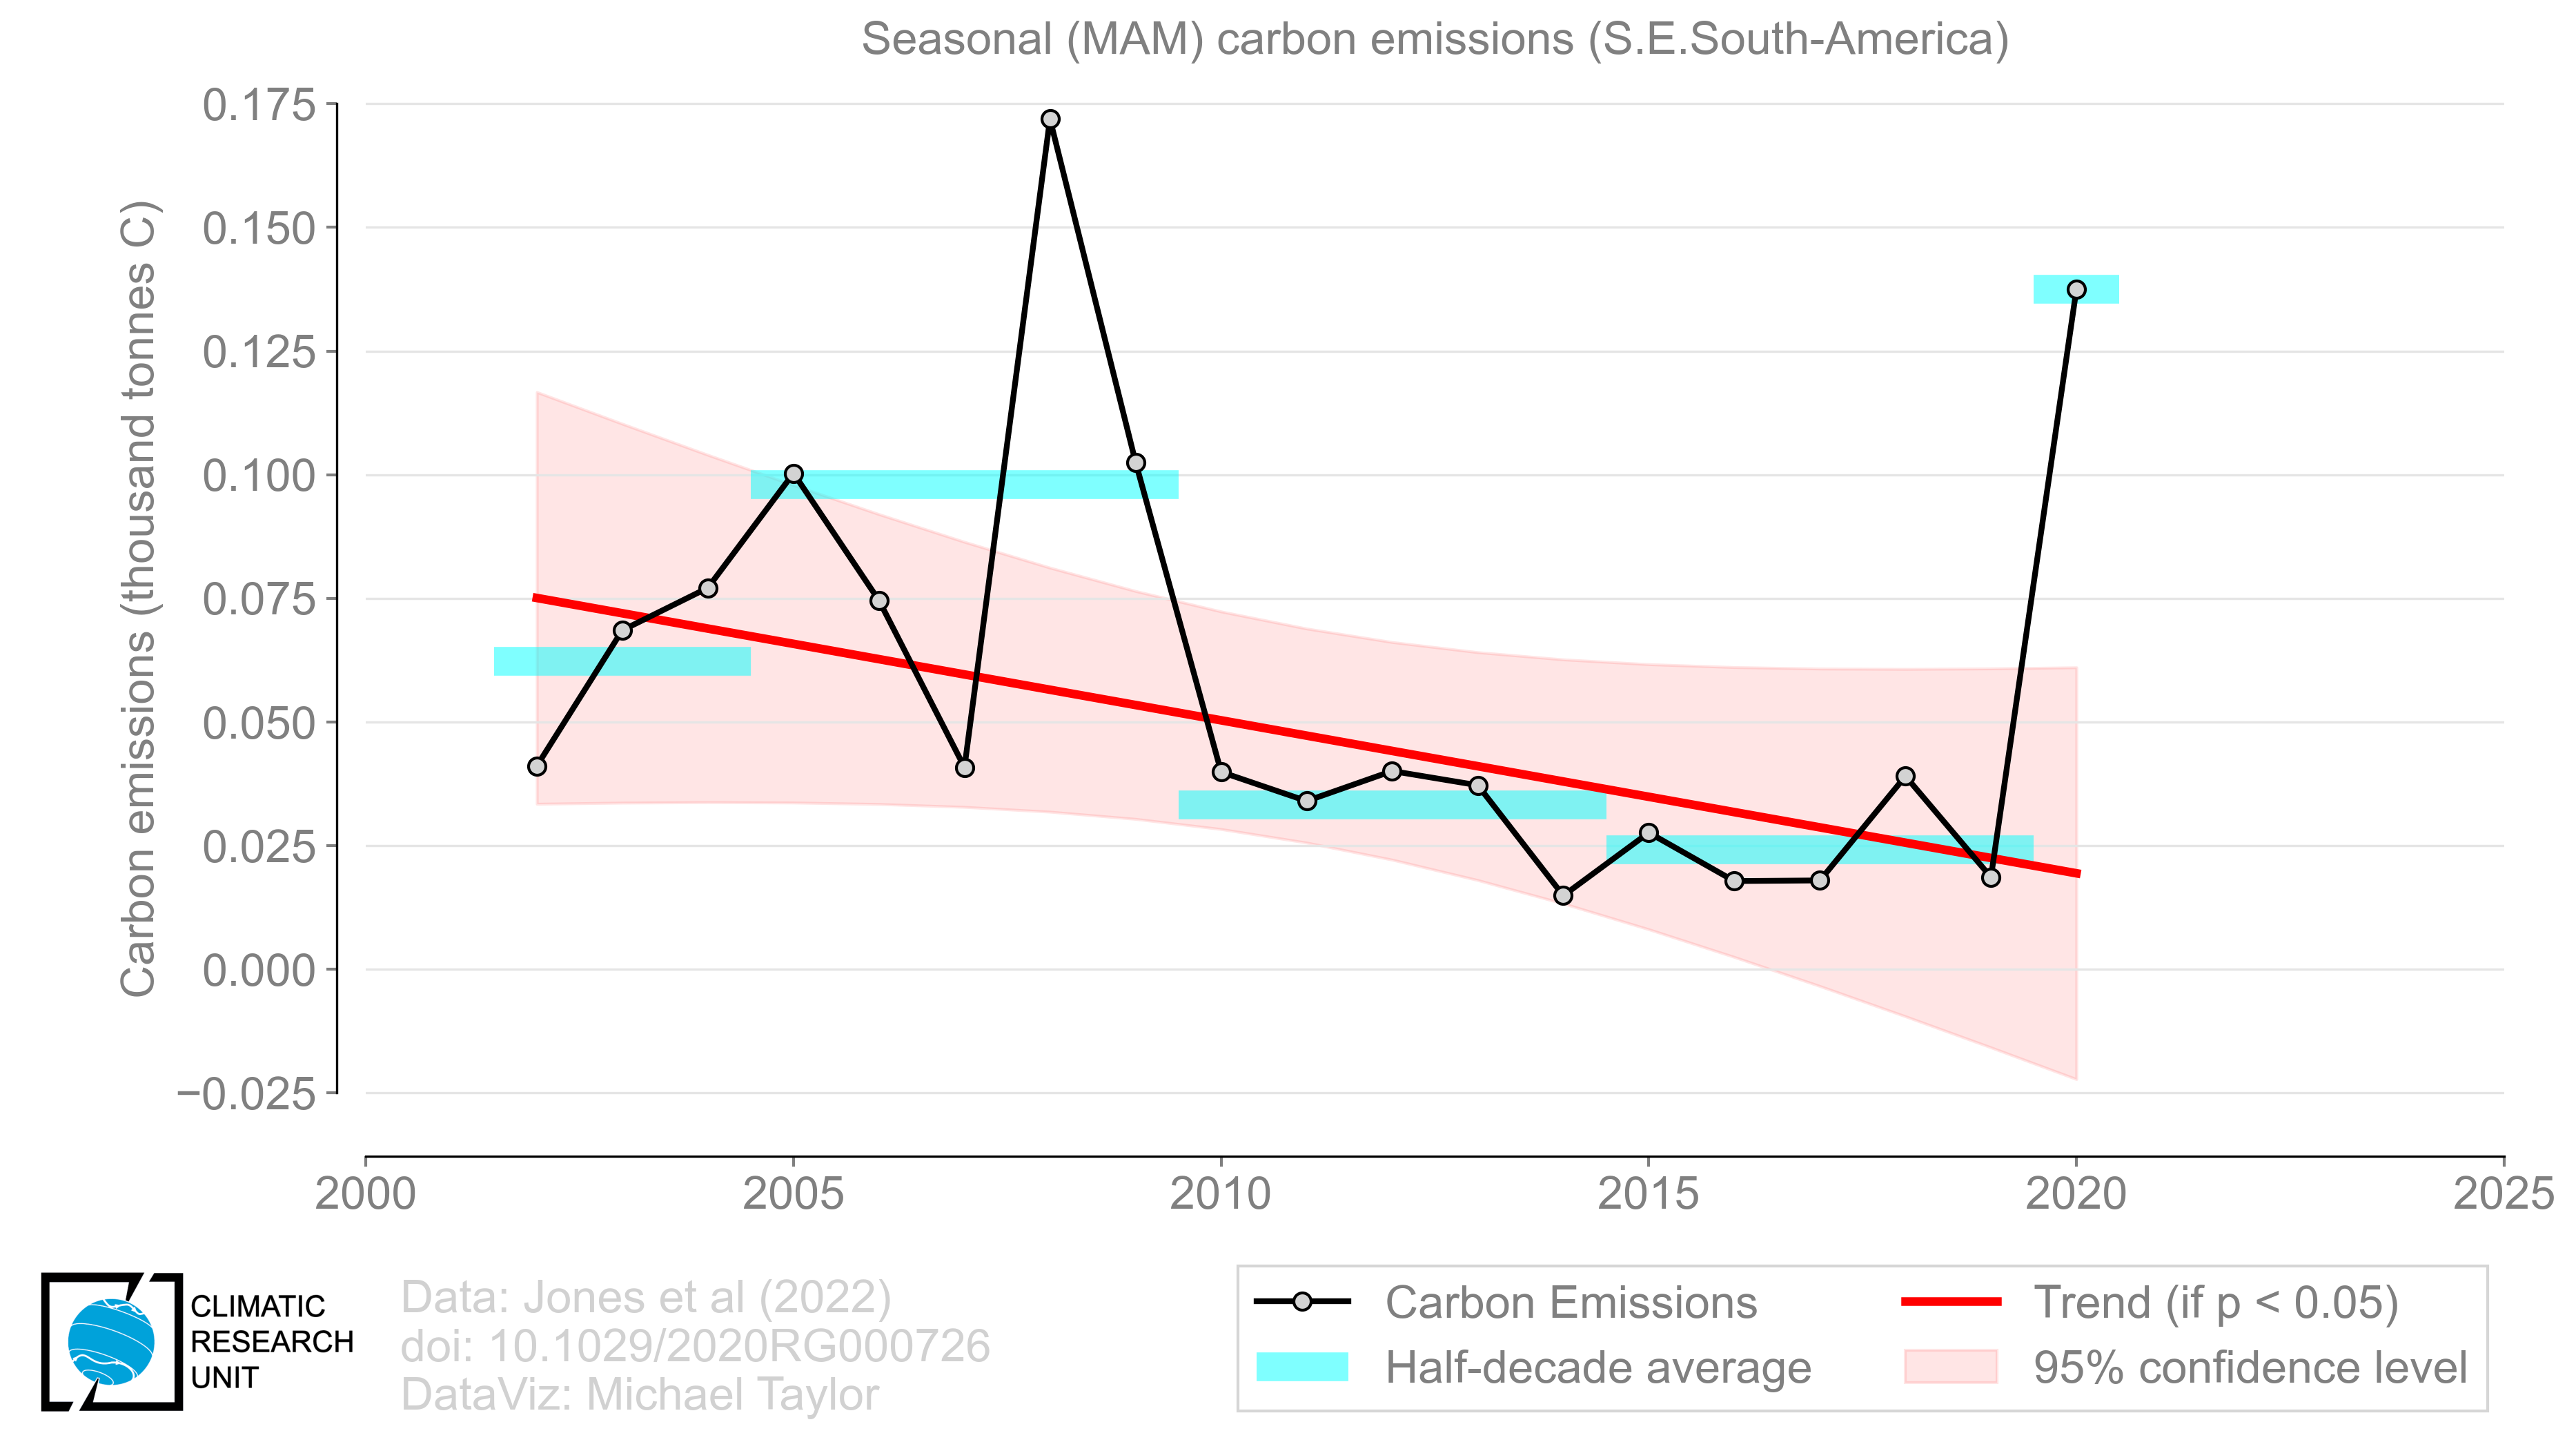 Seasonal (MAM) carbon emissions (S.E.South-America)
Carbon emissions (thousand tonnes C)
0.175
0.150
0.125
0.100
0.075
0.050
0.025
0.000
−0.025
2000 2005 2010 2015 2020 2025
CLIMATIC
RESEARCH
UNIT
Data: Jones et al (2022)
doi: 10.1029/2020RG000726
DataViz: Michael Taylor
Carbon Emissions
Half-decade average
Trend (if p < 0.05)
95% confidence level